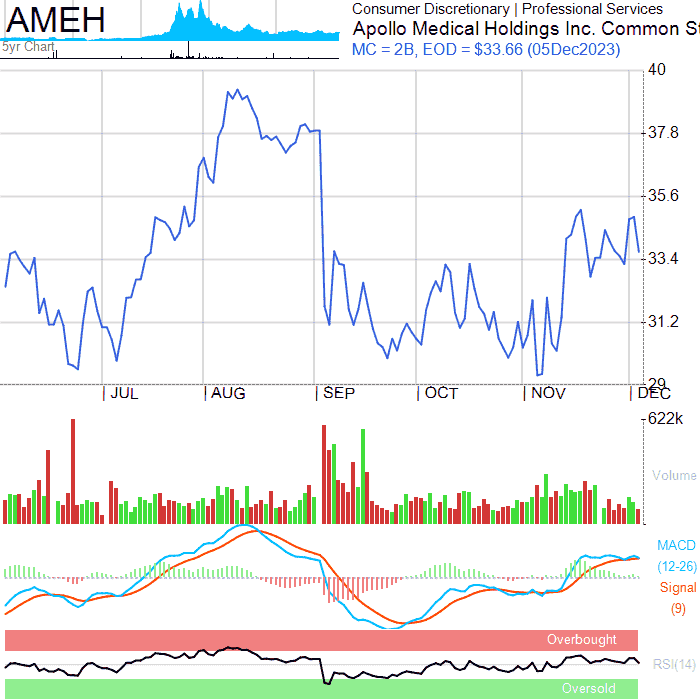 AMEH
5yr Chart
Consumer Discretionary | Professional Services
Apollo Medical Holdings Inc. Common St
MC = 2B, EOD = $33.66 (05Dec2023)
40
37.8
35.6
33.4
31.2
29
JUL
AUG
SEP
OCT
NOV
DEC
622k
Volume
MACD
(12-26)
Signal
(9)
Overbought
RSI(14)
Oversold